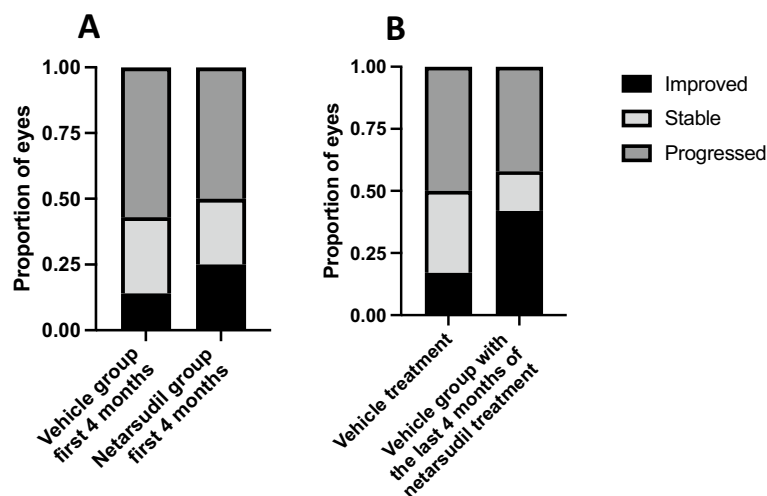 A
Proportion of eyes
1.00
0.75
0.50
0.25
0.00
Vehicle group
first 4 months
Netarsudil group
first 4 months
B
Proportion of eyes
1.00
0.75
0.50
0.25
0.00
Vehicle treatment
Vehicle group with
the last 4 months of
netarsudil treatment
Improved
Stable
Progressed